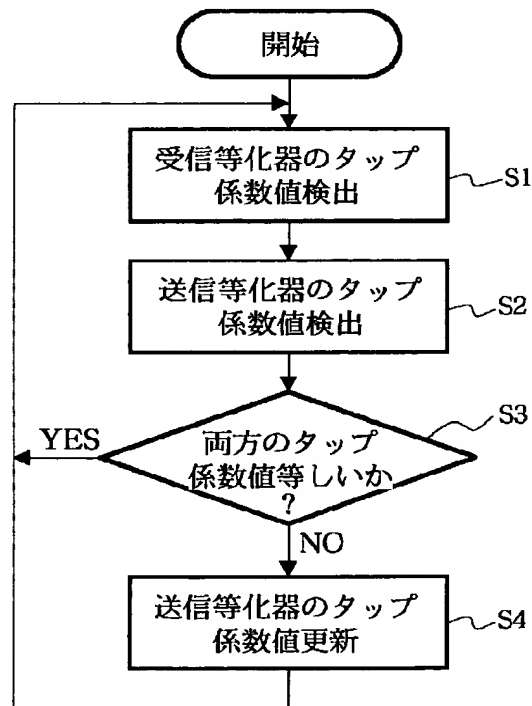 開始
受信等化器のタップ
係数値検出
S1
送信等化器のタップ
係数値検出
S2
両方のタップ
係数値等しいか
?
S3
YES
NO
送信等化器のタップ
係数値更新
S4